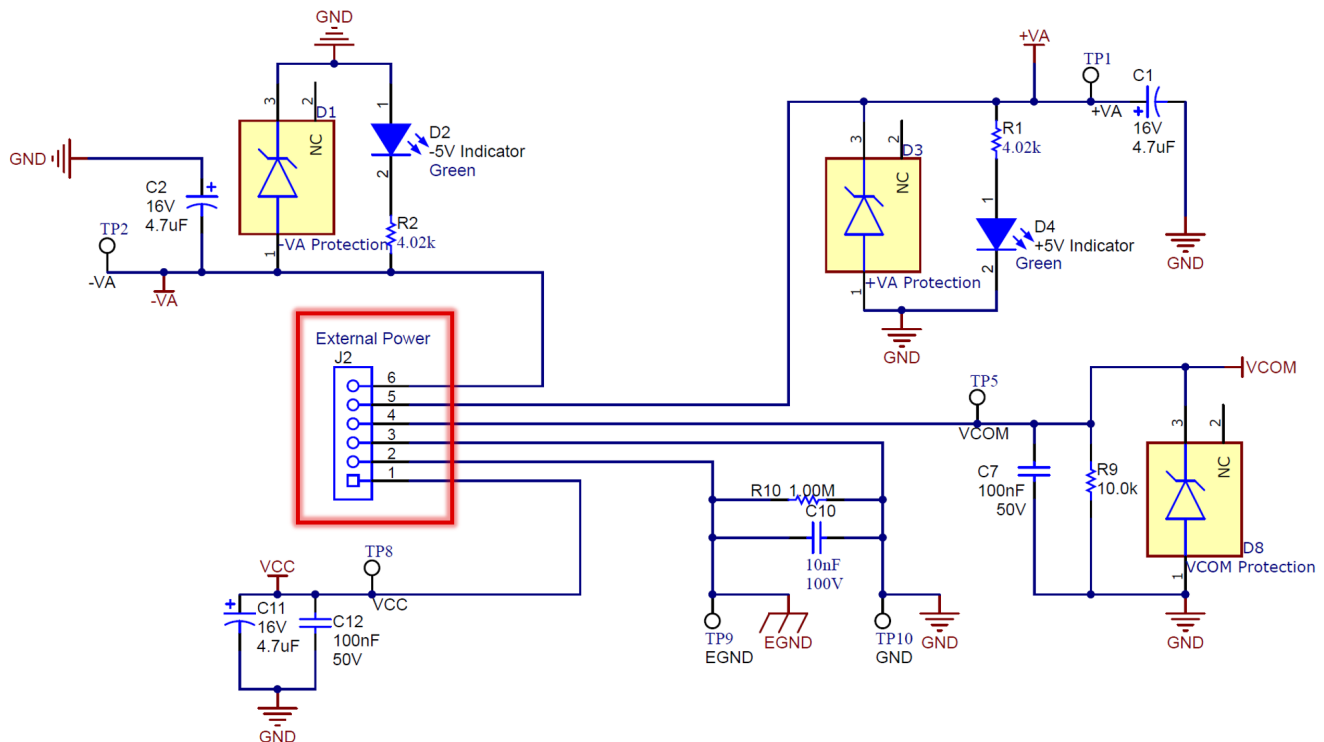 GND
3
2
D1
NC
1
-VA Protection
1
D2
-5V Indicator
Green
2
R2
4.02k
GND
C2
16V
4.7uF
+
TP2
-VA
-VA
+VA
TP1
+VA
C1
+
16V
4.7uF
GND
3
2
D3
NC
1
+VA Protection
R1
4.02k
1
D4
+5V Indicator
Green
2
GND
External Power
J2
6
5
4
3
2
1
TP5
VCOM
VCOM
C7
100nF
50V
R9
10.0k
3
2
NC
D8
1
VCOM Protection
GND
R10 1.00M
C10
10nF
100V
TP9
EGND
EGND
TP10
GND
GND
VCC
TP8
VCC
+
C11
16V
4.7uF
C12
100nF
50V
GND